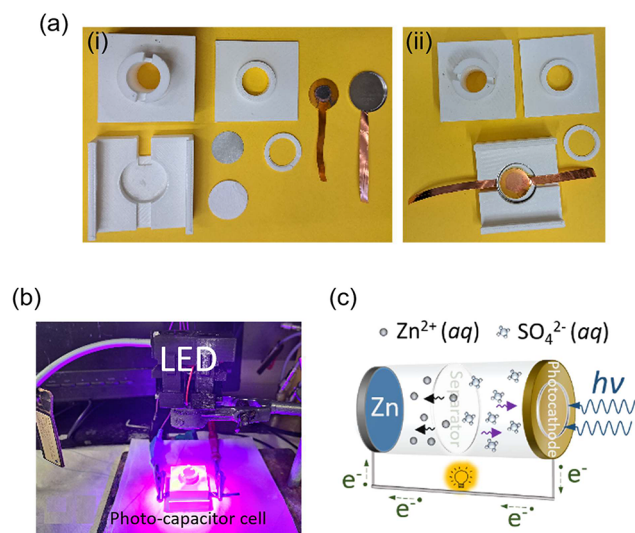 (a)
(i)
(ii)
(b)
LED
Photo-capacitor cell
(c)
Zn²⁺ (aq) SO₄²⁻ (aq)
Zn
Separator
Photocathode
hν
e⁻ e⁻
e⁻ e⁻